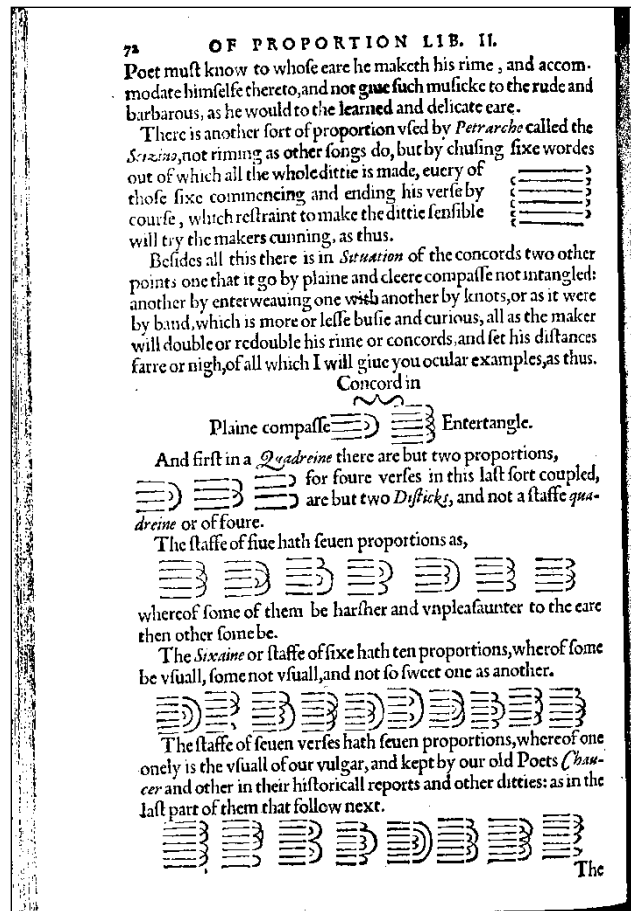 72 OF PROPORTION LIB. II.
Poet muſt know to whoſe eare he maketh his rime, and accom-
modate himſelfe thereto,and not giue ſuch muſicke to the rude and
barbarous, as he would to the learned and delicate eare.
There is another ſort of proportion vſed by Petrarche called the
Seizino,not riming as other ſongs do, but by chuſing ſixe wordes
out of which all the whole dittie is made, euery of
thoſe ſixe commencing and ending his verſe by
courſe, which reſtraint to make the dittie ſenſible
will try the makers cunning, as thus.
Beſides all this there is in Situation of the concords two other
points one that it go by plaine and cleere compaſſe not intangled:
another by enterweauing one with another by knots,or as it were
by band,which is more or leſſe buſie and curious, all as the maker
will double or redouble his rime or concords,and ſet his diſtances
farre or nigh,of all which I will giue you ocular examples,as thus.
Concord in
Plaine compaſſe Entertangle.
And firſt in a Quadreine there are but two proportions,
for foure verſes in this laſt ſort coupled,
are but two Diſticks, and not a ſtaffe qua-
dreine or of foure.
The ſtaffe of fiue hath ſeuen proportions as,
whereof ſome of them be harſher and vnpleaſaunter to the eare
then other ſome be.
The Sixaine or ſtaffe of ſixe hath ten proportions,wherof ſome
be vſuall, ſome not vſuall,and not ſo ſweet one as another.
The ſtaffe of ſeuen verſes hath ſeuen proportions,whereof one
onely is the vſuall of our vulgar, and kept by our old Poets Chau-
cer and other in their hiſtoricall reports and other ditties: as in the
laſt part of them that follow next.
The